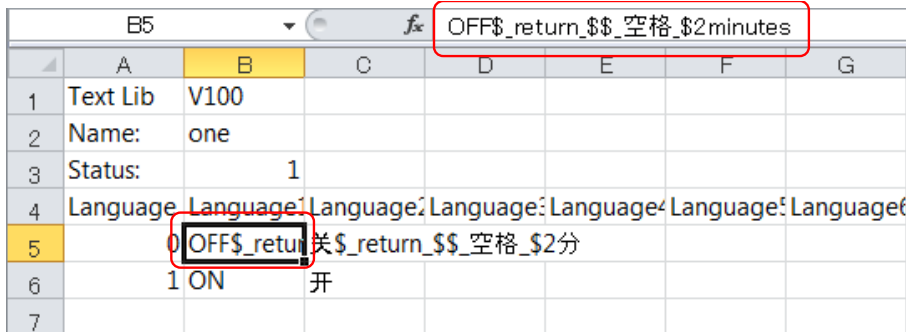 B5 fx OFF$_return_$$_空格_$2minutes
A B C D E F G
1 Text Lib V100
2 Name: one
3 Status: 1
4 Language Language1 Language2 Language3 Language4 Language5 Language6
5 0 OFF$_retur 关$_return_$$_空格_$2分
6 1 ON 开
7